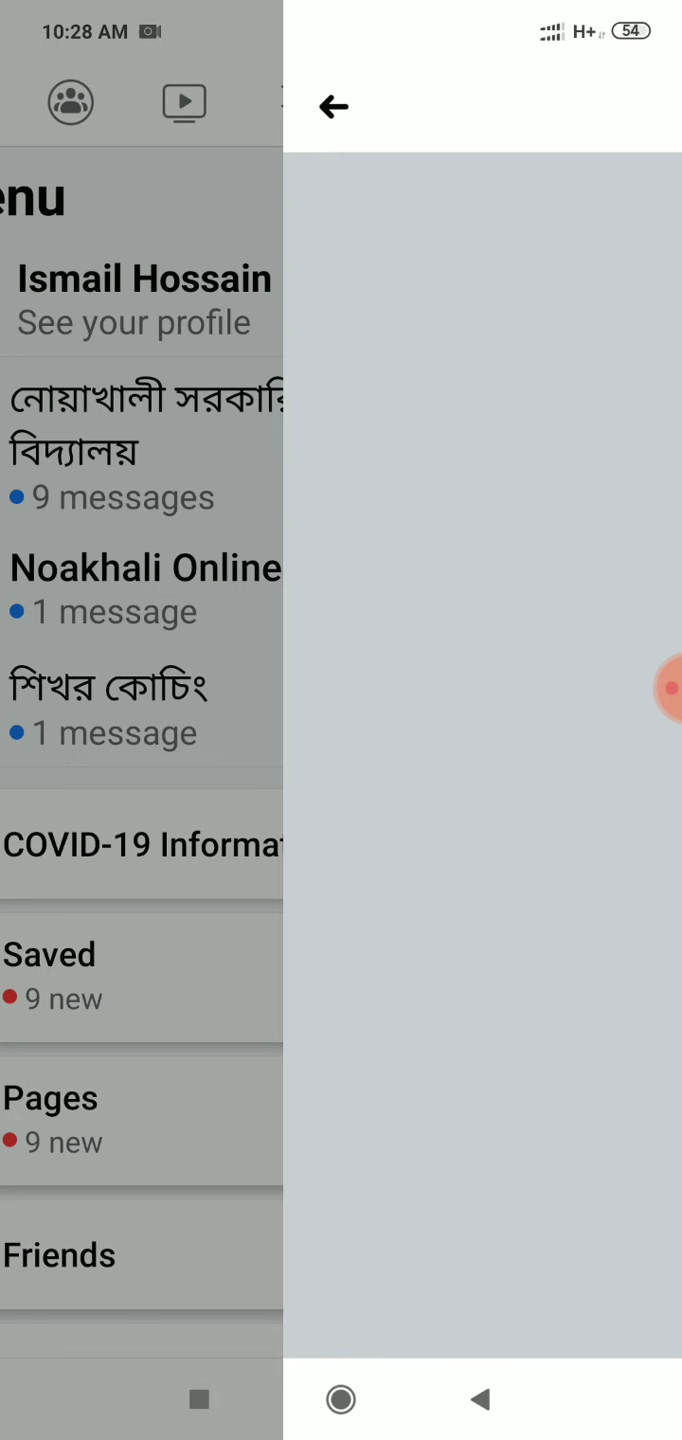 10:28 AM
H+
54
enu
Ismail Hossain
See your profile
নোয়াখালী সরকারি
বিদ্যালয়
9 messages
Noakhali Online
1 message
শিখর কোচিং
1 message
COVID-19 Informat
Saved
9 new
Pages
9 new
Friends